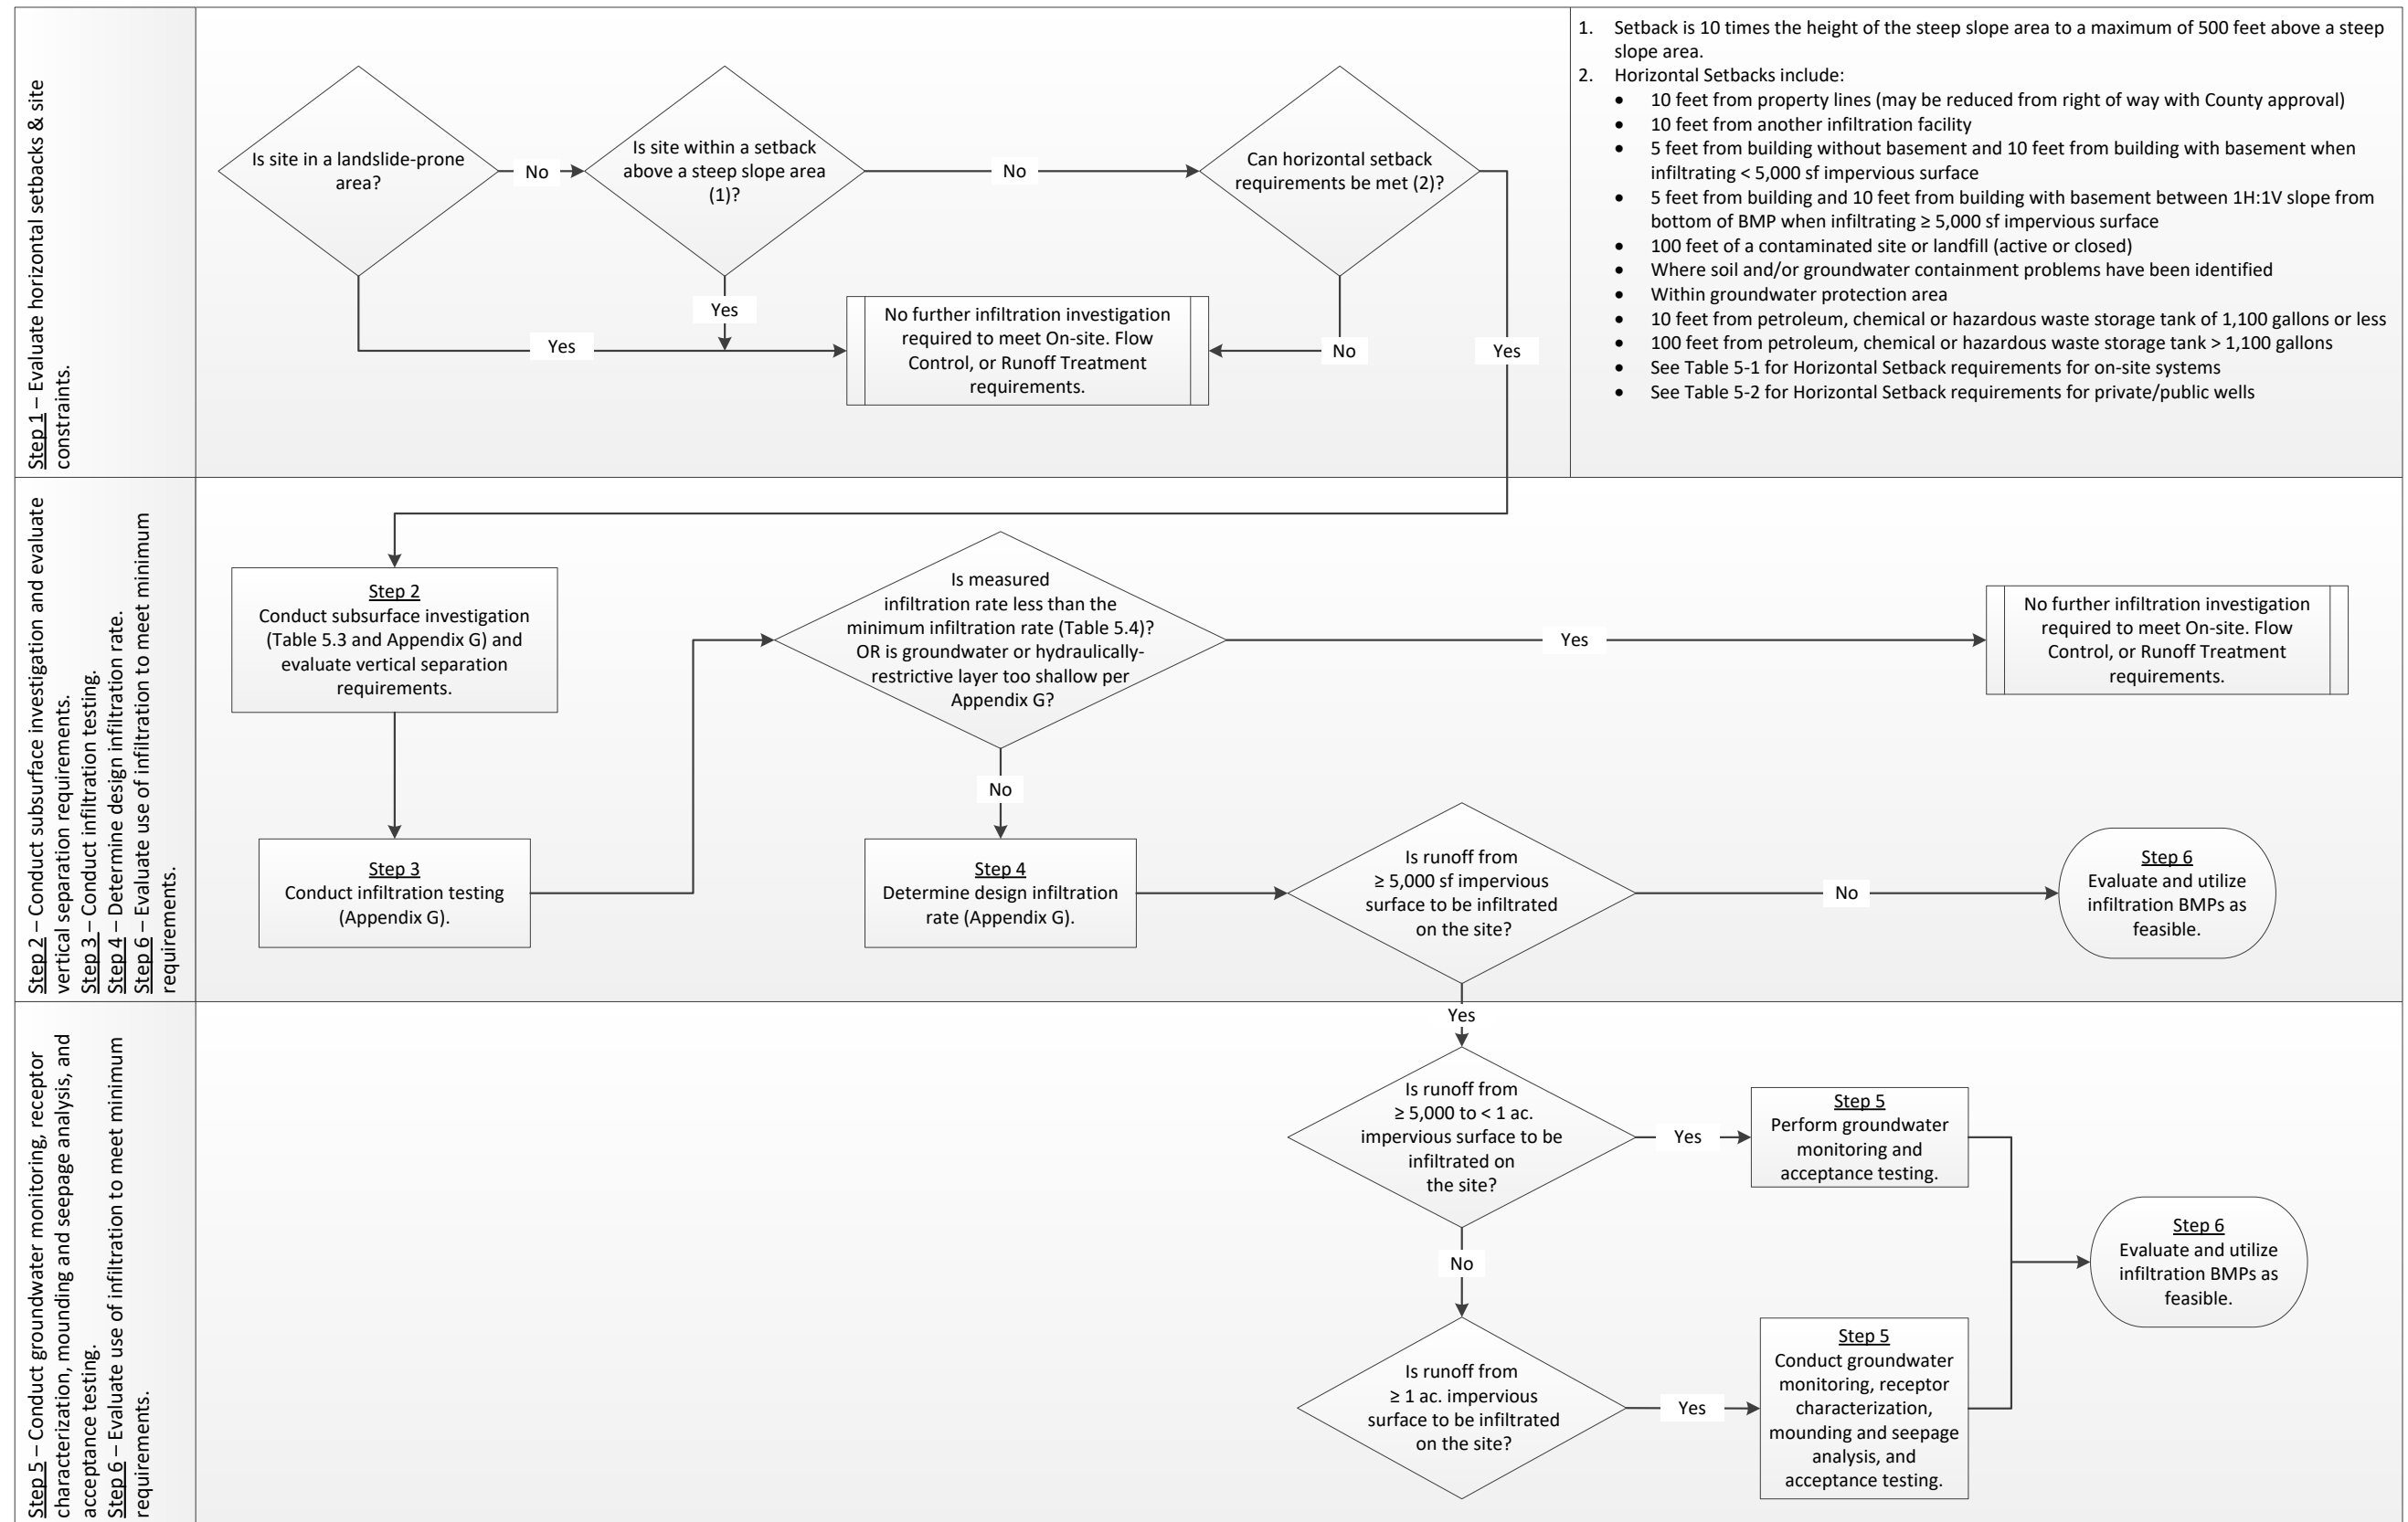 Step 1 – Evaluate horizontal setbacks & site
constraints.
Is site in a landslide-prone
area?
No
Is site within a setback
above a steep slope area
(1)?
No
Can horizontal setback
requirements be met (2)?
Yes
Yes
No
Yes
No further infiltration investigation
required to meet On-site. Flow
Control, or Runoff Treatment
requirements.
1. Setback is 10 times the height of the steep slope area to a maximum of 500 feet above a steep
slope area.
2. Horizontal Setbacks include:
• 10 feet from property lines (may be reduced from right of way with County approval)
• 10 feet from another infiltration facility
• 5 feet from building without basement and 10 feet from building with basement when
infiltrating < 5,000 sf impervious surface
• 5 feet from building and 10 feet from building with basement between 1H:1V slope from
bottom of BMP when infiltrating ≥ 5,000 sf impervious surface
• 100 feet of a contaminated site or landfill (active or closed)
• Where soil and/or groundwater containment problems have been identified
• Within groundwater protection area
• 10 feet from petroleum, chemical or hazardous waste storage tank of 1,100 gallons or less
• 100 feet from petroleum, chemical or hazardous waste storage tank > 1,100 gallons
• See Table 5-1 for Horizontal Setback requirements for on-site systems
• See Table 5-2 for Horizontal Setback requirements for private/public wells
Step 2 – Conduct subsurface investigation and evaluate
vertical separation requirements.
Step 3 – Conduct infiltration testing.
Step 4 – Determine design infiltration rate.
Step 6 – Evaluate use of infiltration to meet minimum
requirements.
Step 2
Conduct subsurface investigation
(Table 5.3 and Appendix G) and
evaluate vertical separation
requirements.
Step 3
Conduct infiltration testing
(Appendix G).
Is measured
infiltration rate less than the
minimum infiltration rate (Table 5.4)?
OR is groundwater or hydraulically-
restrictive layer too shallow per
Appendix G?
Yes
No further infiltration investigation
required to meet On-site. Flow
Control, or Runoff Treatment
requirements.
No
Step 4
Determine design infiltration
rate (Appendix G).
Is runoff from
≥ 5,000 sf impervious
surface to be infiltrated
on the site?
No
Step 6
Evaluate and utilize
infiltration BMPs as
feasible.
Yes
Step 5 – Conduct groundwater monitoring, receptor
characterization, mounding and seepage analysis, and
acceptance testing.
Step 6 – Evaluate use of infiltration to meet minimum
requirements.
Is runoff from
≥ 5,000 to < 1 ac.
impervious surface to be
infiltrated on
the site?
Yes
Step 5
Perform groundwater
monitoring and
acceptance testing.
No
Is runoff from
≥ 1 ac. impervious
surface to be infiltrated
on the site?
Yes
Step 5
Conduct groundwater
monitoring, receptor
characterization,
mounding and seepage
analysis, and
acceptance testing.
Step 6
Evaluate and utilize
infiltration BMPs as
feasible.